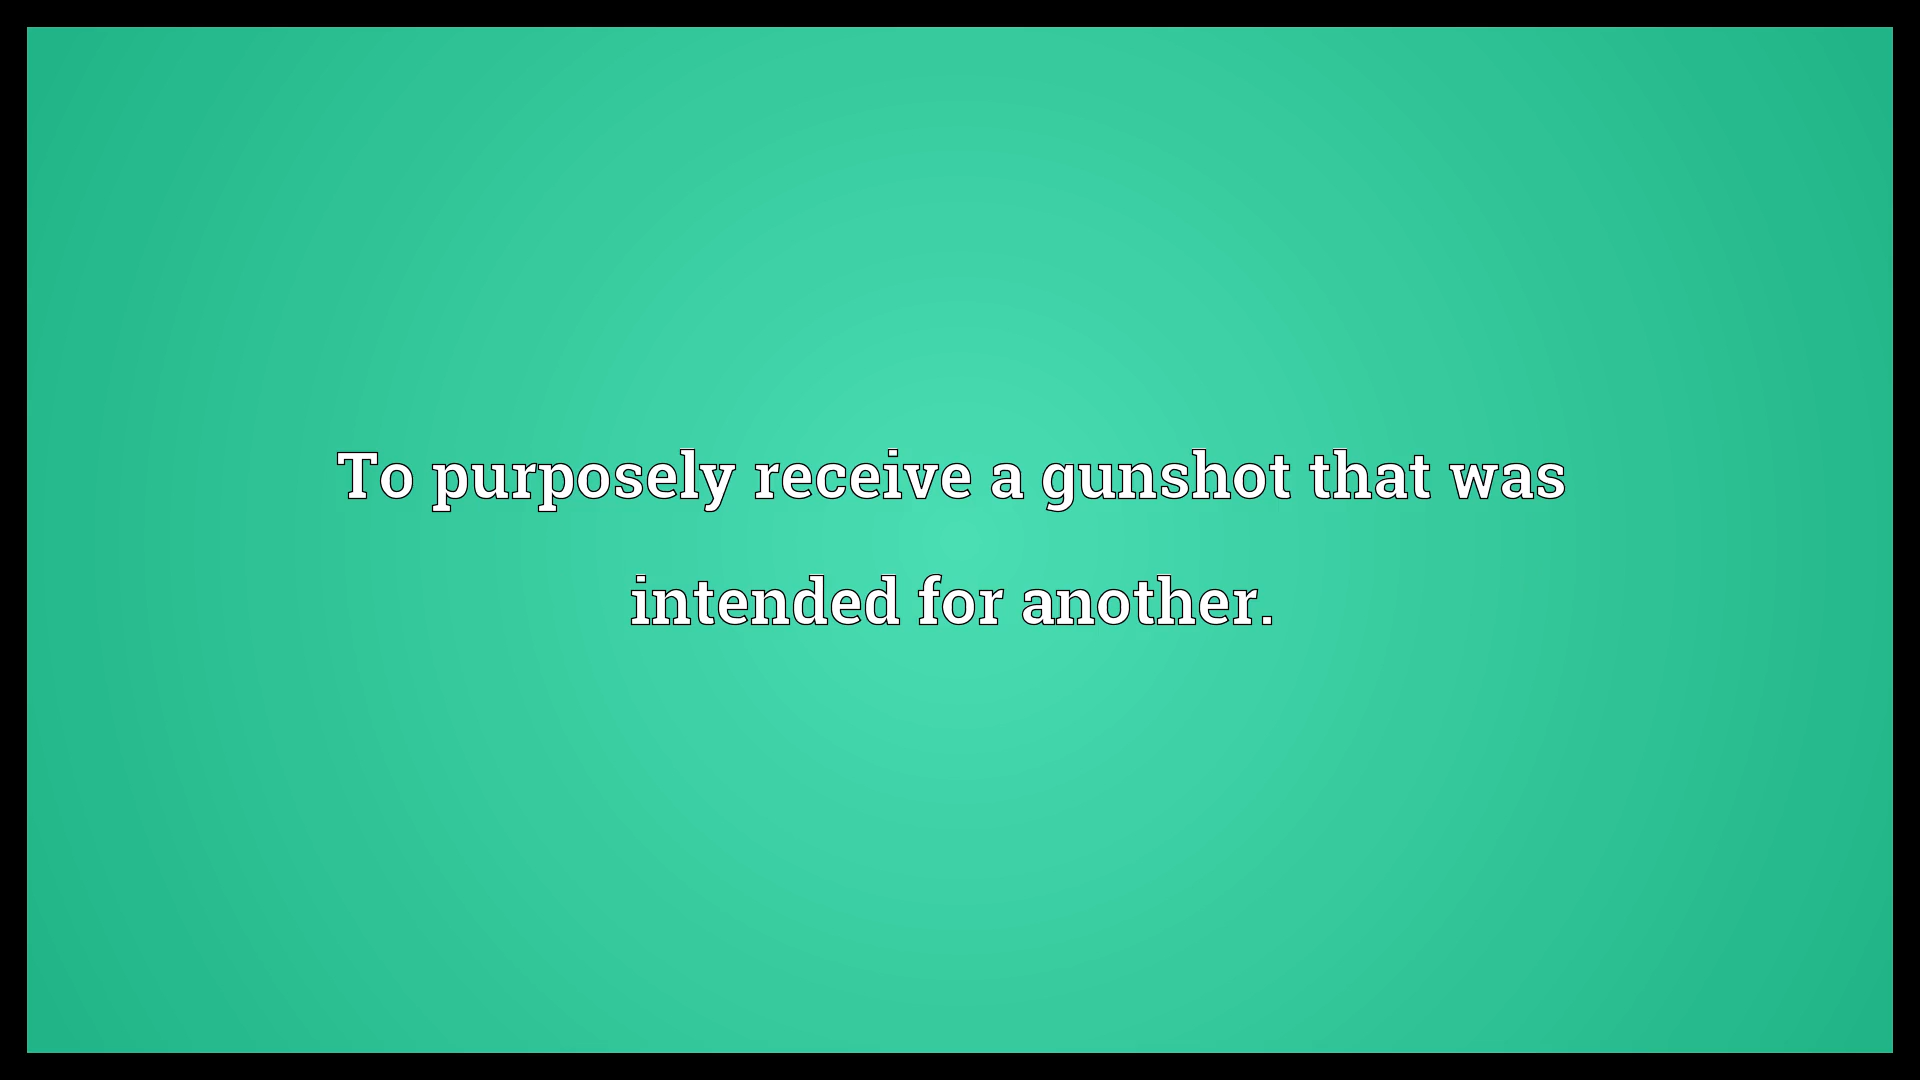 To purposely receive a gunshot that was
intended for another.